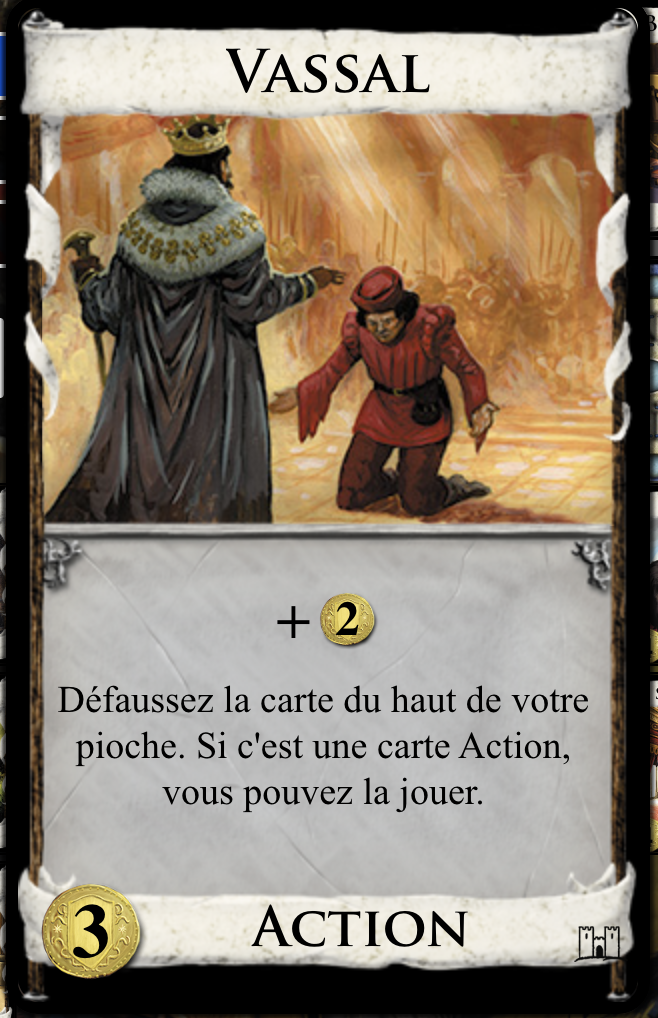 VASSAL
+2
Défaussez la carte du haut de votre
pioche. Si c'est une carte Action,
vous pouvez la jouer.
3
ACTION